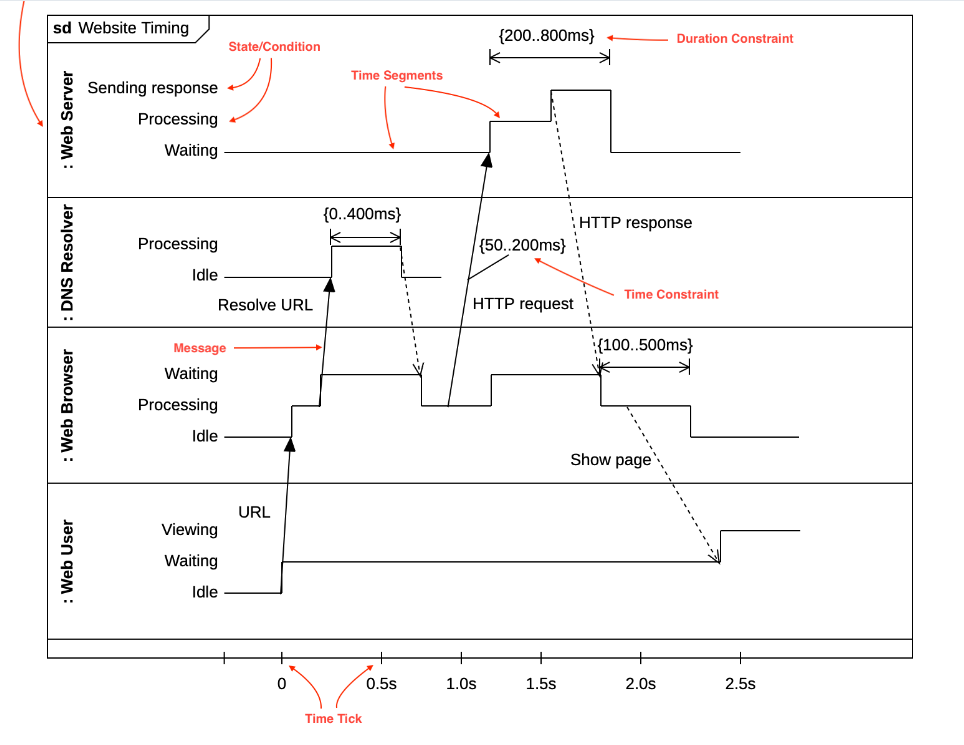 sd Website Timing
{200..800ms}
Duration Constraint
State/Condition
Time Segments
: Web Server
Sending response
Processing
Waiting
: DNS Resolver
{0..400ms}
HTTP response
Processing
{50..200ms}
Idle
Time Constraint
Resolve URL
HTTP request
: Web Browser
Message
{100..500ms}
Waiting
Processing
Idle
Show page
: Web User
URL
Viewing
Waiting
Idle
0 0.5s 1.0s 1.5s 2.0s 2.5s
Time Tick